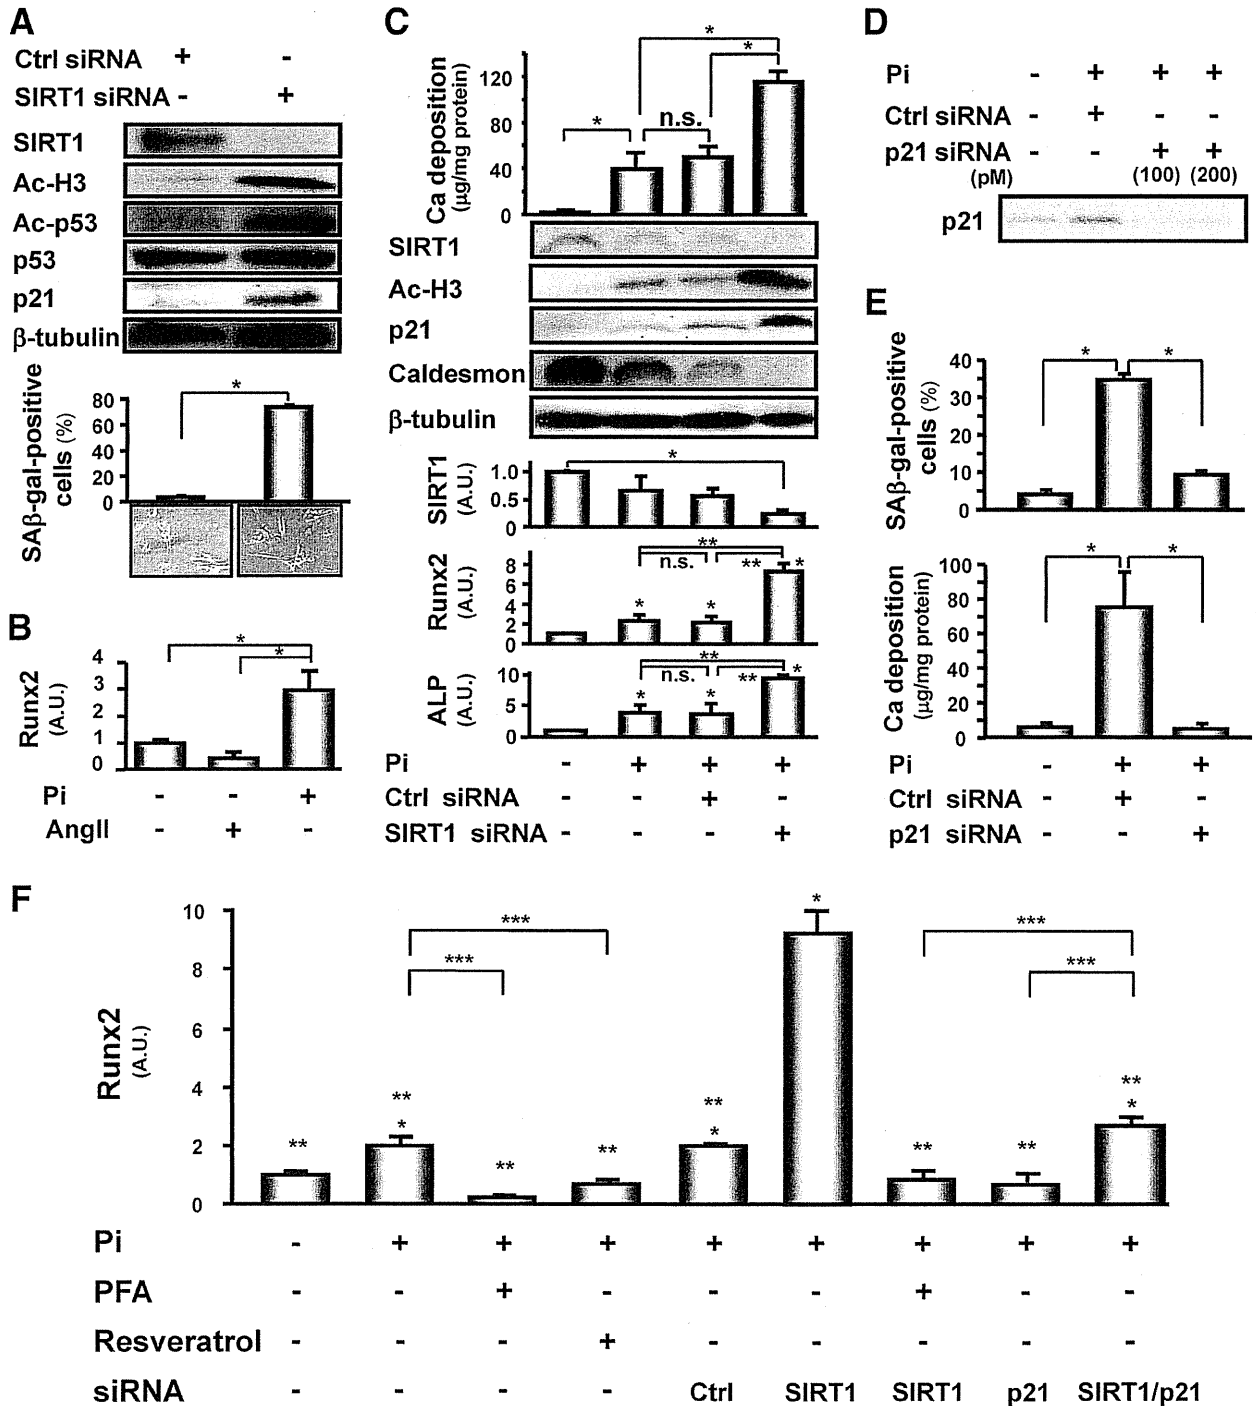 A
Ctrl siRNA + -
SIRT1 siRNA - +
SIRT1
Ac-H3
Ac-p53
p53
p21
β-tubulin
SAβ-gal-positive
cells (%)
80
60
40
20
0
*
B
Runx2
(A.U.)
4
3
2
1
0
*
*
Pi - - +
AngII - + -
C
Ca deposition
(µg/mg protein)
120
80
40
0
*
*
* n.s.
SIRT1
Ac-H3
p21
Caldesmon
β-tubulin
SIRT1
(A.U.)
1.0
0.5
0
*
Runx2
(A.U.)
8
6
4
2
0
**
n.s. ** *
* *
ALP
(A.U.)
10
5
0
**
n.s. ** *
* *
Pi - + + +
Ctrl siRNA - - + -
SIRT1 siRNA - - - +
D
Pi - + + +
Ctrl siRNA - + - -
p21 siRNA - - + +
(pM) (100) (200)
p21
E
SAβ-gal-positive
cells (%)
40
30
20
10
0
* *
Ca deposition
(µg/mg protein)
100
80
60
40
20
0
* *
Pi - + +
Ctrl siRNA - + -
p21 siRNA - - +
F
Runx2
(A.U.)
10
8
6
4
2
0
*** * ***
*** ***
** ** ** ** ** ** ** **
* * *
Pi - + + + + + + + +
PFA - - + - - - + - -
Resveratrol - - - + - - - - -
siRNA - - - - Ctrl SIRT1 SIRT1 p21 SIRT1/p21